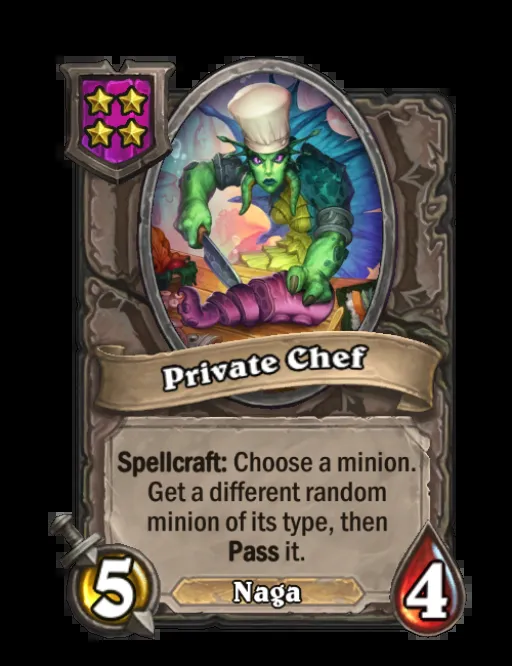 Private Chef
Spellcraft: Choose a minion.
Get a different random
minion of its type, then
Pass it.
5
Naga
4